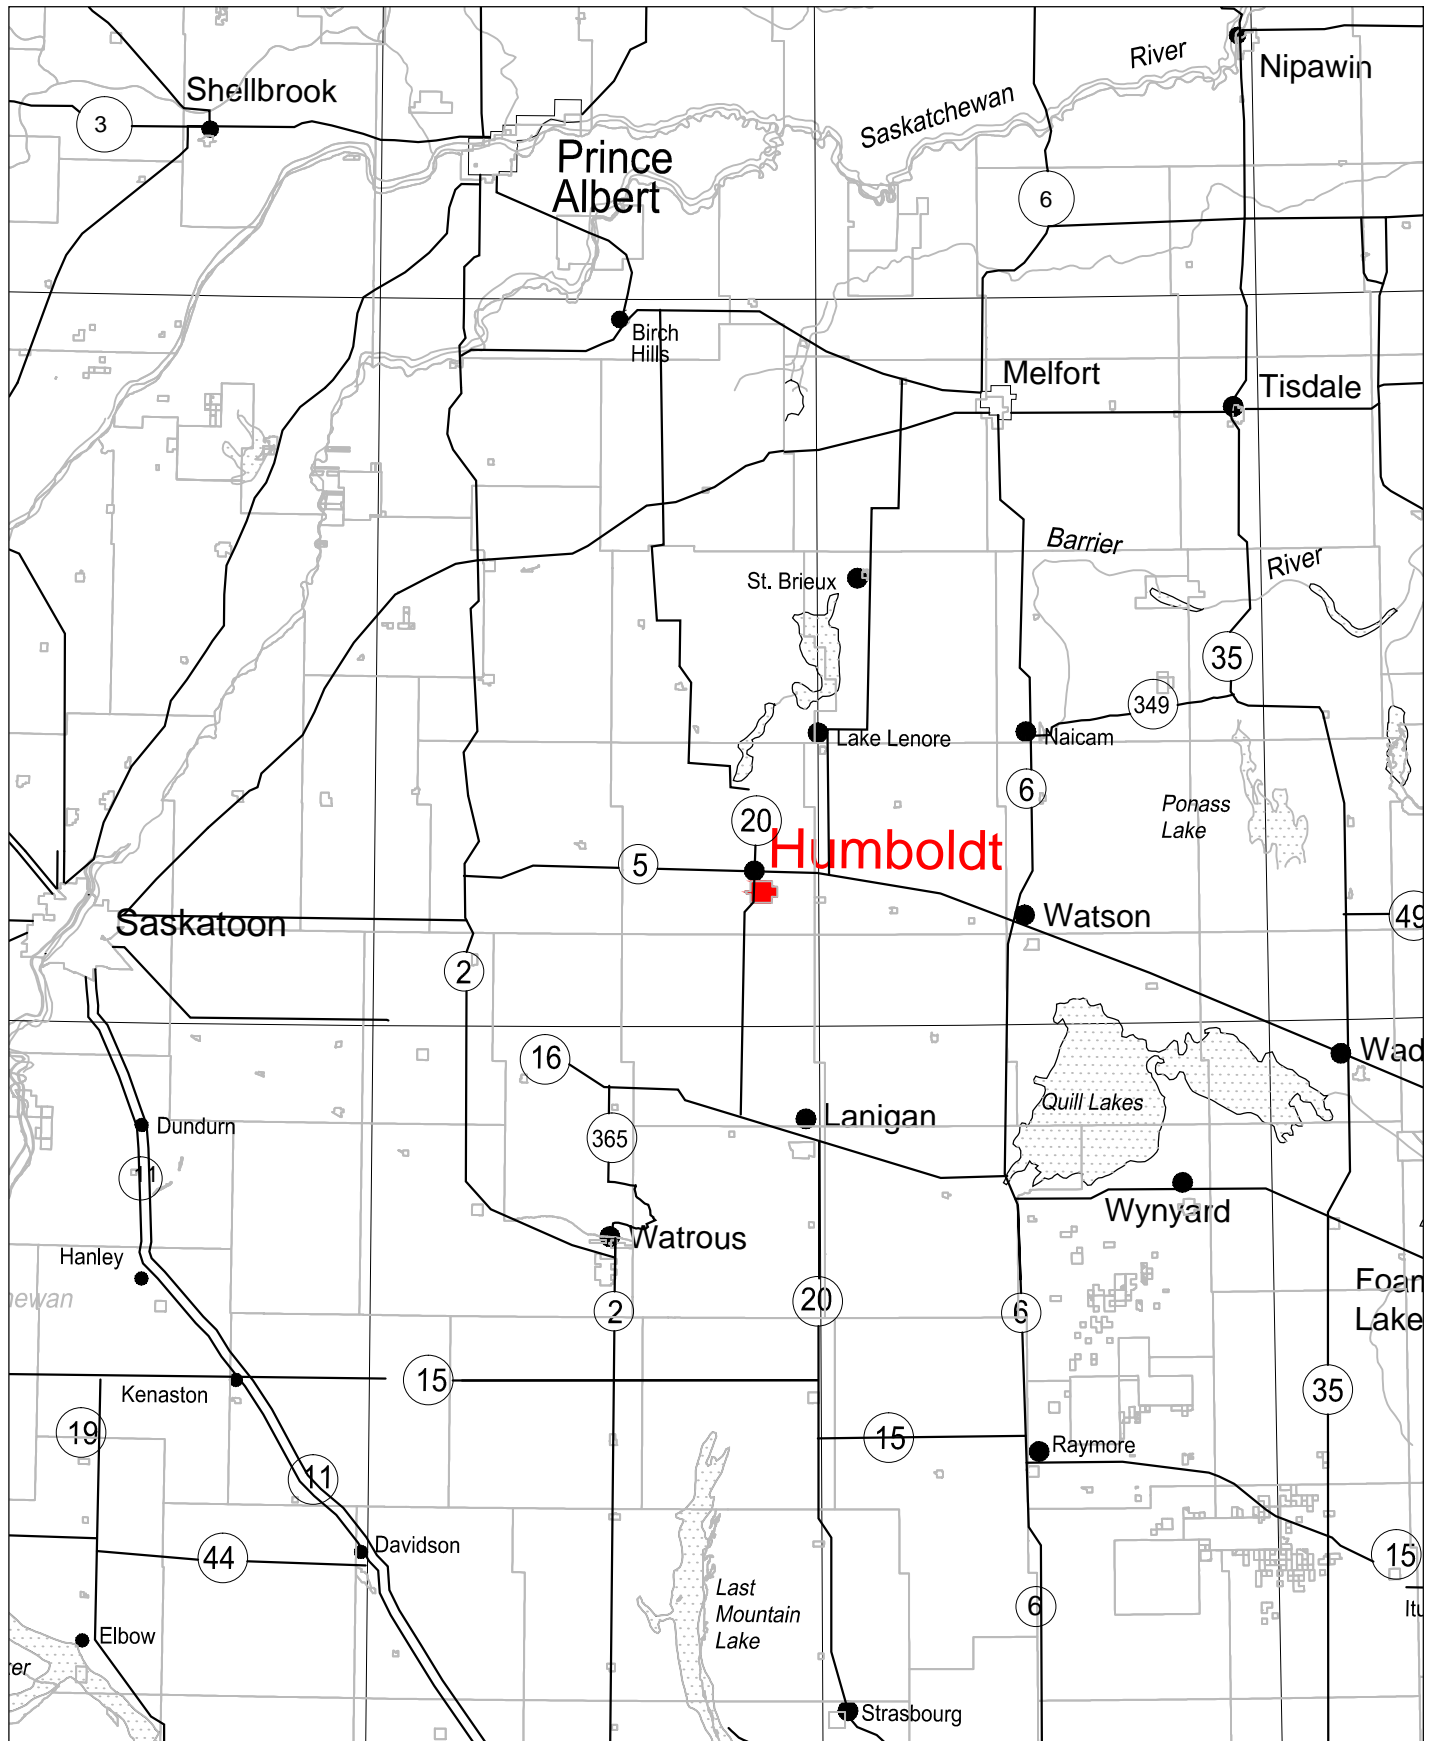 River
Nipawin
Shellbrook
Saskatchewan
3
Prince
Albert
6
Birch
Hills
Melfort
Tisdale
Barrier
River
St. Brieux
35
349
Lake Lenore
Naicam
6
Ponass
Lake
20
Humboldt
5
Saskatoon
Watson
49
2
16
Wad
Quill Lakes
Lanigan
Dundurn
365
11
Wynyard
Watrous
Hanley
Foam
Lake
ewan
2
20
6
15
Kenaston
35
19
15
Raymore
11
Davidson
44
15
Last
Mountain
Lake
6
Itu
Elbow
er
Strasbourg